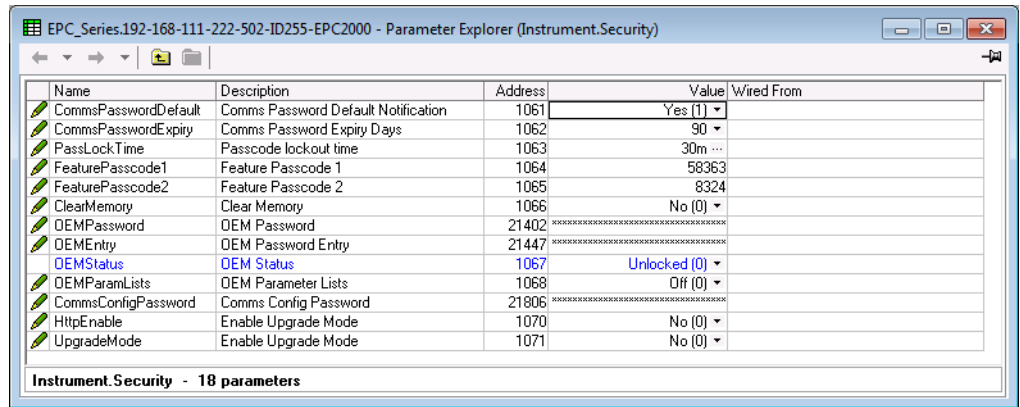 EPC_Series.192-168-111-222-502-ID255-EPC2000 - Parameter Explorer (Instrument.Security)
Name Description Address Value Wired From
CommsPasswordDefault Comms Password Default Notification 1061 Yes (1)
CommsPasswordExpiry Comms Password Expiry Days 1062 90
PassLockTime Passcode lockout time 1063 30m ...
FeaturePasscode1 Feature Passcode 1 1064 58363
FeaturePasscode2 Feature Passcode 2 1065 8324
ClearMemory Clear Memory 1066 No (0)
OEMPassword OEM Password 21402
OEMEntry OEM Password Entry 21447
OEMStatus OEM Status 1067 Unlocked (0)
OEMParamLists OEM Parameter Lists 1068 Off (0)
CommsConfigPassword Comms Config Password 21806
HttpEnable Enable Upgrade Mode 1070 No (0)
UpgradeMode Enable Upgrade Mode 1071 No (0)
Instrument.Security - 18 parameters